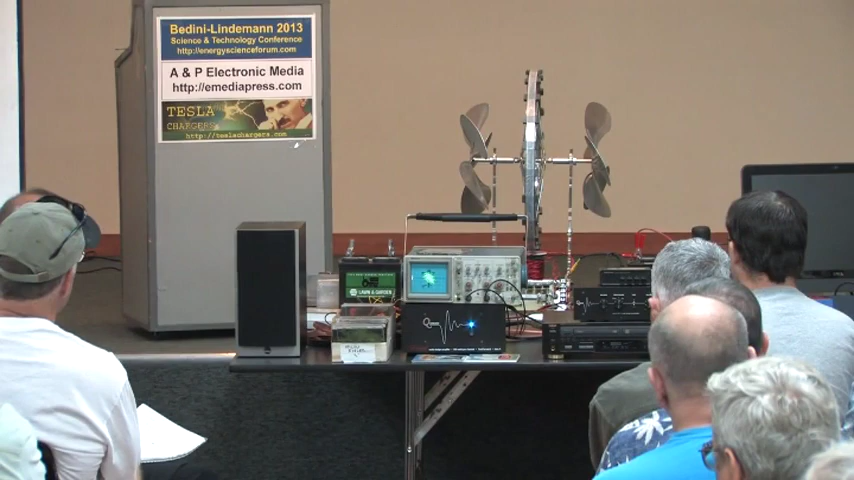 Bedini-Lindemann 2013
Science & Technology Conference
http://energyscienceforum.com
A & P Electronic Media
http://emediapress.com
TESLA
CHARGERS
http://teslachargers.com
LAWN & GARDEN